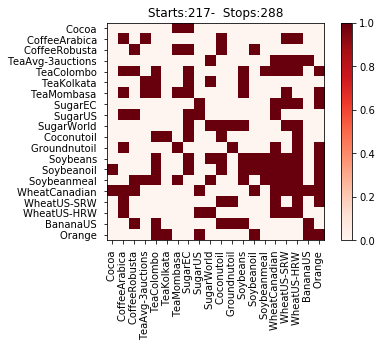 Starts:217-  Stops:288
Cocoa
CoffeeArabica
CoffeeRobusta
TeaAvg-3auctions
TeaColombo
TeaKolkata
TeaMombasa
SugarEC
SugarUS
SugarWorld
Coconutoil
Groundnutoil
Soybeans
Soybeanoil
Soybeanmeal
WheatCanadian
WheatUS-SRW
WheatUS-HRW
BananaUS
Orange
Cocoa
CoffeeArabica
CoffeeRobusta
TeaAvg-3auctions
TeaColombo
TeaKolkata
TeaMombasa
SugarEC
SugarUS
SugarWorld
Coconutoil
Groundnutoil
Soybeans
Soybeanoil
Soybeanmeal
WheatCanadian
WheatUS-SRW
WheatUS-HRW
BananaUS
Orange
1.0
0.8
0.6
0.4
0.2
0.0